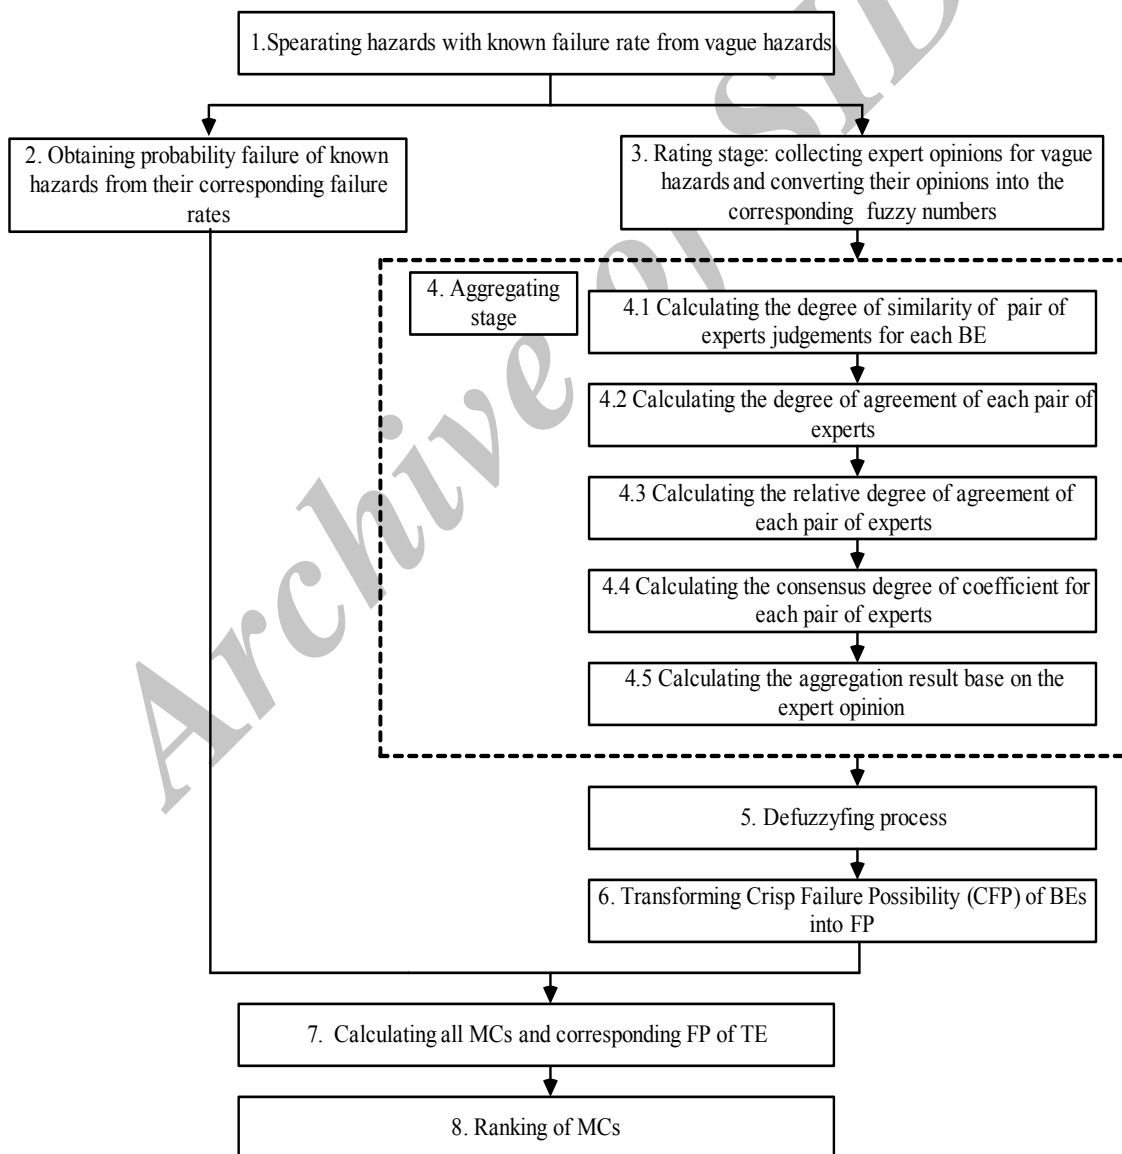 1.Spearating hazards with known failure rate from vague hazards
2. Obtaining probability failure of known
hazards from their corresponding failure
rates
3. Rating stage: collecting expert opinions for vague
hazards and converting their opinions into the
corresponding fuzzy numbers
4. Aggregating
stage
4.1 Calculating the degree of similarity of pair of
experts judgements for each BE
4.2 Calculating the degree of agreement of each pair of
experts
4.3 Calculating the relative degree of agreement of
each pair of experts
4.4 Calculating the consensus degree of coefficient for
each pair of experts
4.5 Calculating the aggregation result base on the
expert opinion
5. Defuzzyfing process
6. Transforming Crisp Failure Possibility (CFP) of BEs
into FP
7. Calculating all MCs and corresponding FP of TE
8. Ranking of MCs
Archive of SID